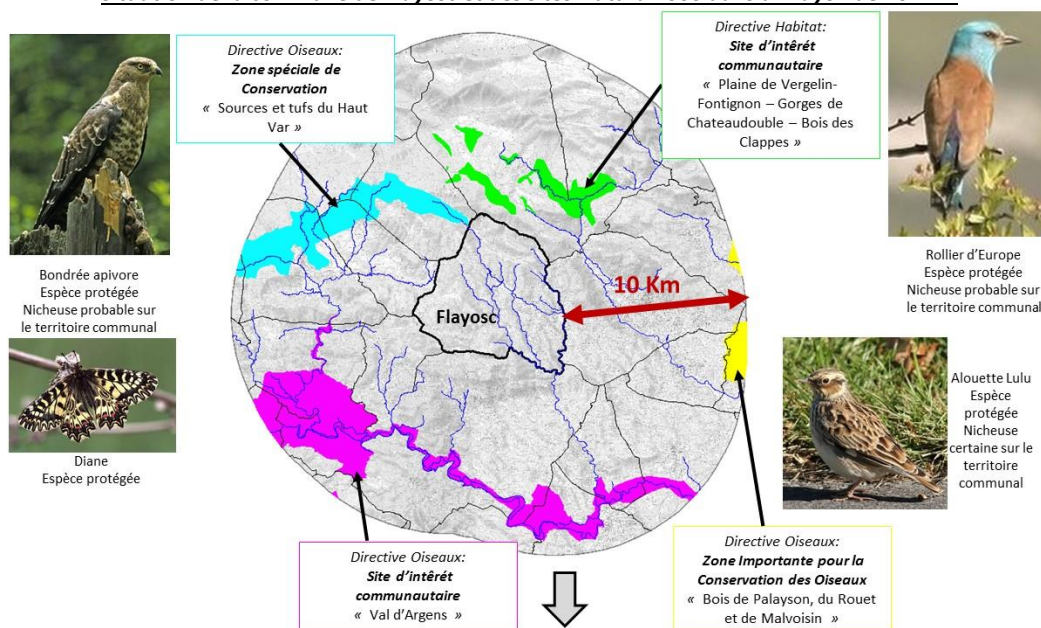 Directive Oiseaux:
Zone spéciale de
Conservation
« Sources et tufs du Haut
Var »
Directive Habitat:
Site d’intérêt
communautaire
« Plaine de Vergelin-
Fontignon – Gorges de
Chateaudouble – Bois des
Clappes »
Bondrée apivore
Espèce protégée
Nicheuse probable sur
le territoire communal
Rollier d’Europe
Espèce protégée
Nicheuse probable sur
le territoire communal
10 Km
Flayosc
Diane
Espèce protégée
Alouette Lulu
Espèce
protégée
Nicheuse
certaine sur le
territoire
communal
Directive Oiseaux:
Site d’intérêt
communautaire
« Val d’Argens »
Directive Oiseaux:
Zone Importante pour la
Conservation des Oiseaux
« Bois de Palayson, du Rouet
et de Malvoisin »